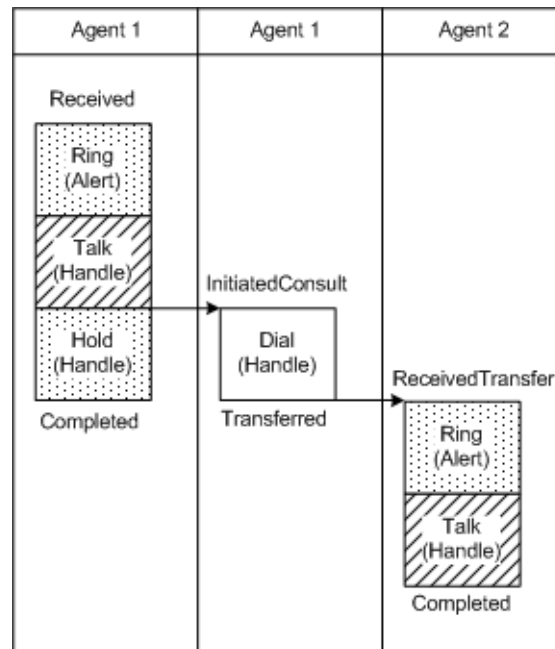 Agent 1
Agent 1
Agent 2
Received
Ring
(Alert)
Talk
(Handle)
Hold
(Handle)
Completed
InitiatedConsult
Dial
(Handle)
Transferred
ReceivedTransfer
Ring
(Alert)
Talk
(Handle)
Completed